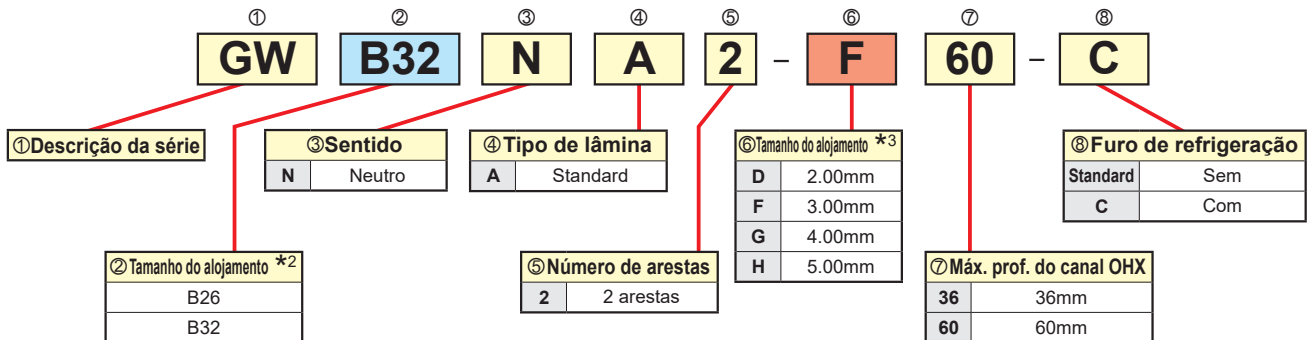 ① ② ③ ④ ⑤ ⑥ ⑦ ⑧
GW B32 N A 2 – F 60 – C
①Descrição da série
③Sentido
N Neutro
④Tipo de lâmina
A Standard
⑥Tamanho do alojamento *3
D 2.00mm
F 3.00mm
G 4.00mm
H 5.00mm
⑧Furo de refrigeração
Standard Sem
C Com
②Tamanho do alojamento *2
B26
B32
⑤Número de arestas
2 2 arestas
⑦Máx. prof. do canal OHX
36 36mm
60 60mm